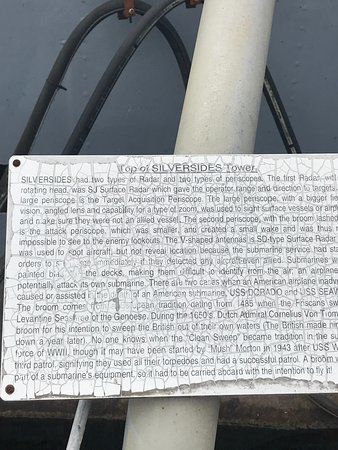 Top of SILVERSIDES Tower
SILVERSIDES had two types of Radar and two types of periscopes. The first Radar, with
rotating head, was SJ Surface Radar which gave the operator range and direction to targets.
large periscope is the Target Acquisition Periscope. The large periscope, with a bigger fie
vision, angled lens and capability for a type of zoom, was used to sight surface vessels or air
and make sure they were not an allied vessel. The second periscope, with the broom lashed
is the attack periscope, which was smaller, and created a small wake and was thus
impossible to see to the enemy lookouts. The V-shaped antennis is SD-type Surface Radar
was used to spot aircraft, but not reveal location because the submarine service had st
orders to if they detected any aircraft-even allied. Submarines w
painted the decks, making them difficult to identify from the air; an airplane
potentially attack its own submarine. There are two cases when an American airplane inadv
caused or assisted an American submarine, USS DORADO and USS SEAW
The broom comes tradition dating from 1485 when the Friscans sw
Levantine Seas of the Genoese. During the 1650's, Dutch Admiral Cornelius Von Trom
broom for his intention to sweep the British out of their own waters (The British made
down a year later). No one knows when the "Clean Sweep" became tradition in the su
force of WWII, though it may have been started by "Mush" Morton in 1943 after USS W
third patrol, signifying they used all their torpedoes and had a successful patrol. A broom
part of a submarine's equipment, so it had to be carried aboard with the intention to fly it!